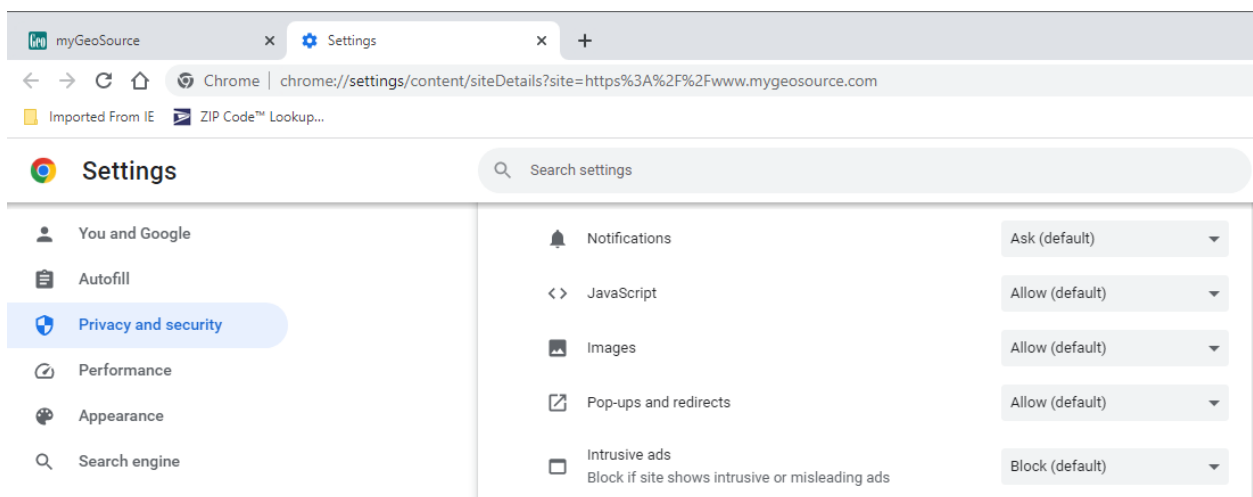 Geo myGeoSource
Settings
Chrome | chrome://settings/content/siteDetails?site=https%3A%2F%2Fwww.mygeosource.com
Imported From IE ZIP Code™ Lookup...
Settings
Search settings
You and Google
Autofill
Privacy and security
Performance
Appearance
Search engine
Notifications Ask (default)
JavaScript Allow (default)
Images Allow (default)
Pop-ups and redirects Allow (default)
Intrusive ads
Block if site shows intrusive or misleading ads
Block (default)